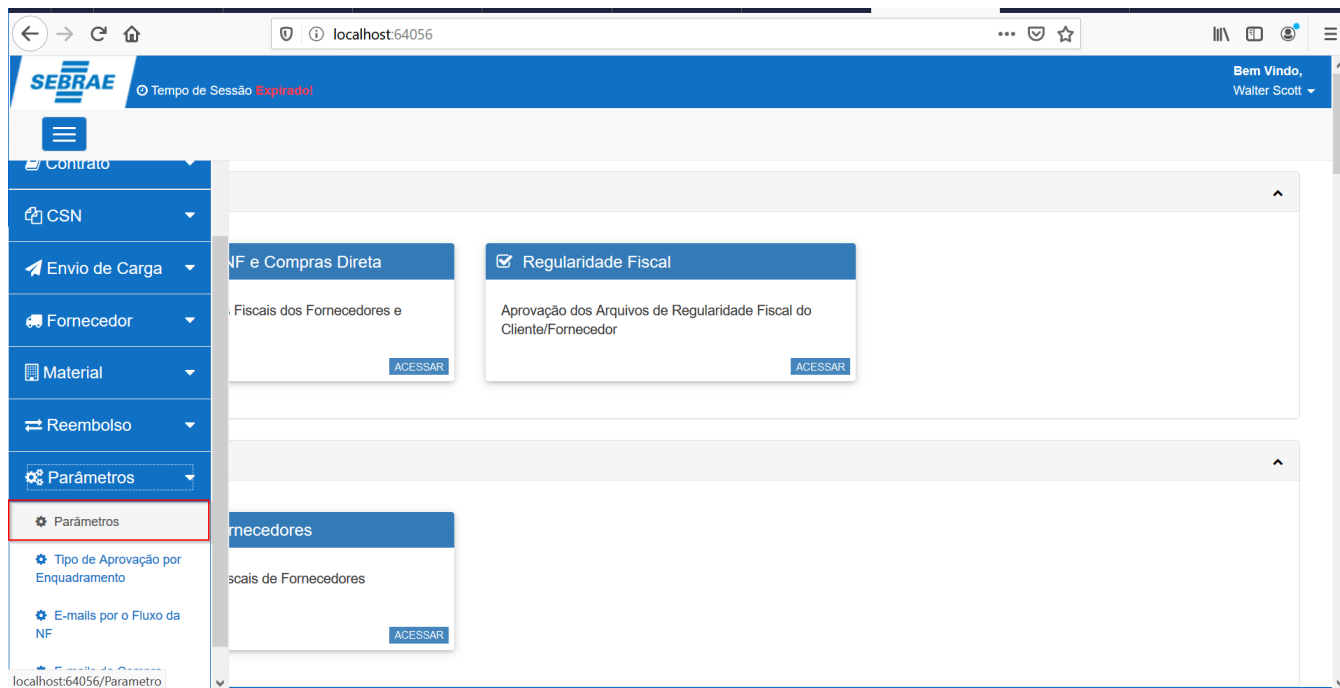 localhost:64056
SEBRAE
Tempo de Sessão Expirado!
Bem Vindo,
Walter Scott
Contrato
CSN
Envio de Carga
Fornecedor
Material
Reembolso
Parâmetros
Parâmetros
Tipo de Aprovação por
Enquadramento
E-mails por o Fluxo da
NF
NF e Compras Direta
Fiscais dos Fornecedores e
ACESSAR
Regularidade Fiscal
Aprovação dos Arquivos de Regularidade Fiscal do
Cliente/Fornecedor
ACESSAR
rnecedores
scais de Fornecedores
ACESSAR
localhost:64056/Parametro